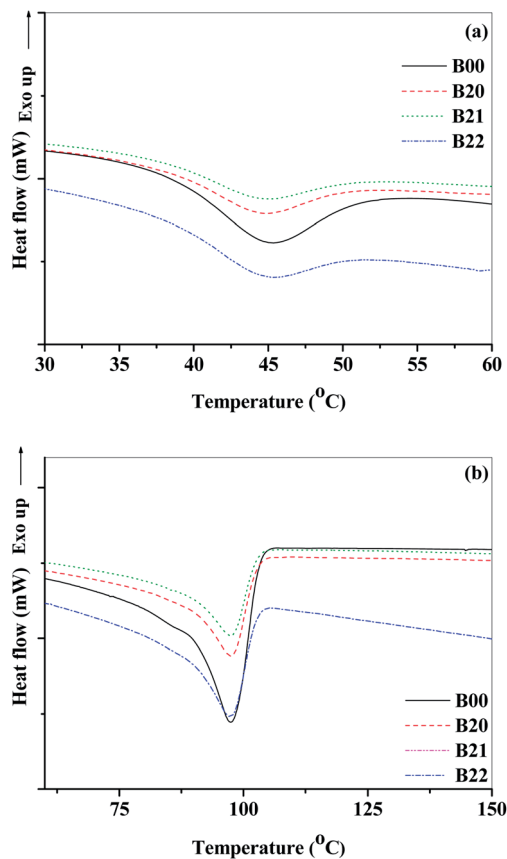 (a)
Exo up
Heat flow (mW)
B00
B20
B21
B22
30 35 40 45 50 55 60
Temperature (°C)
(b)
Exo up
Heat flow (mW)
B00
B20
B21
B22
75 100 125 150
Temperature (°C)